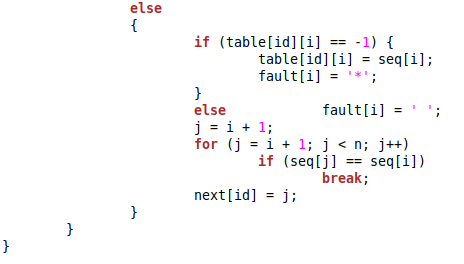 else
{
if (table[id][i] == -1) {
table[id][i] = seq[i];
fault[i] = '*';
}
else fault[i] = ' ';
j = i + 1;
for (j = i + 1; j < n; j++)
if (seq[j] == seq[i])
break;
next[id] = j;
}
}
}